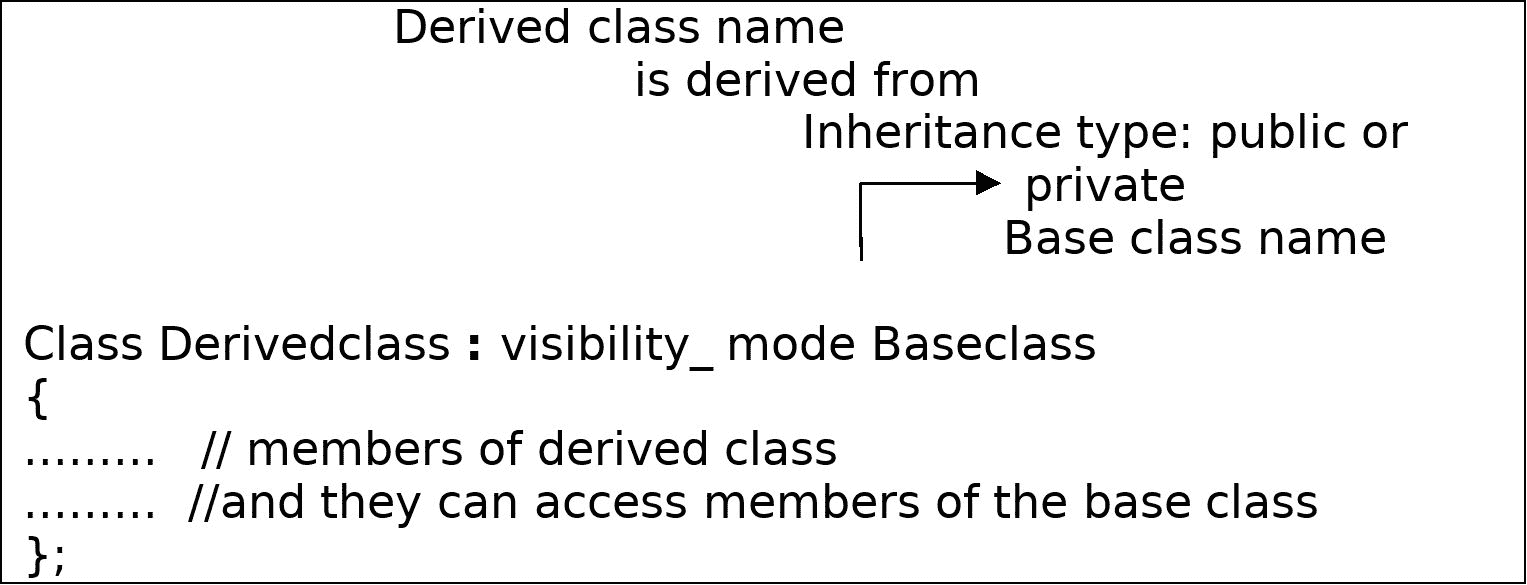 Derived class name
is derived from
Inheritance type: public or
private
Base class name
Class Derivedclass : visibility_ mode Baseclass
{
......... // members of derived class
......... //and they can access members of the base class
};